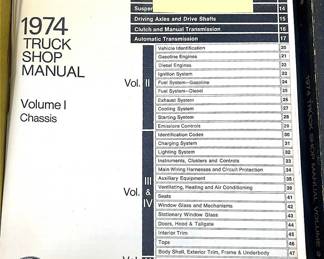 1974
TRUCK
SHOP
MANUAL
Volume I
Chassis
Suspen 14
Driving Axles and Drive Shafts 15
Clutch and Manual Transmission 16
Automatic Transmission 17
Vol. II
Vehicle Identification 20
Gasoline Engines 21
Diesel Engines 22
Ignition System 23
Fuel System—Gasoline 24
Fuel System—Diesel 25
Exhaust System 26
Cooling System 27
Starting System 28
Emissions Controls 29
Vol. III & IV
Identification Codes 30
Charging System 31
Lighting System 32
Instruments, Clusters and Controls 33
Main Wiring Harnesses and Circuit Protection 34
Auxiliary Equipment 35
Ventilating, Heating and Air Conditioning 36
Seats 41
Window Glass and Mechanisms 42
Stationary Window Glass 43
Doors, Hood & Tailgate 44
Interior Trim 45
Tops 46
Body Shell, Exterior Trim, Frame & Underbody 47
Vol.
1974 TRUCK SHOP MANUAL VOLUME